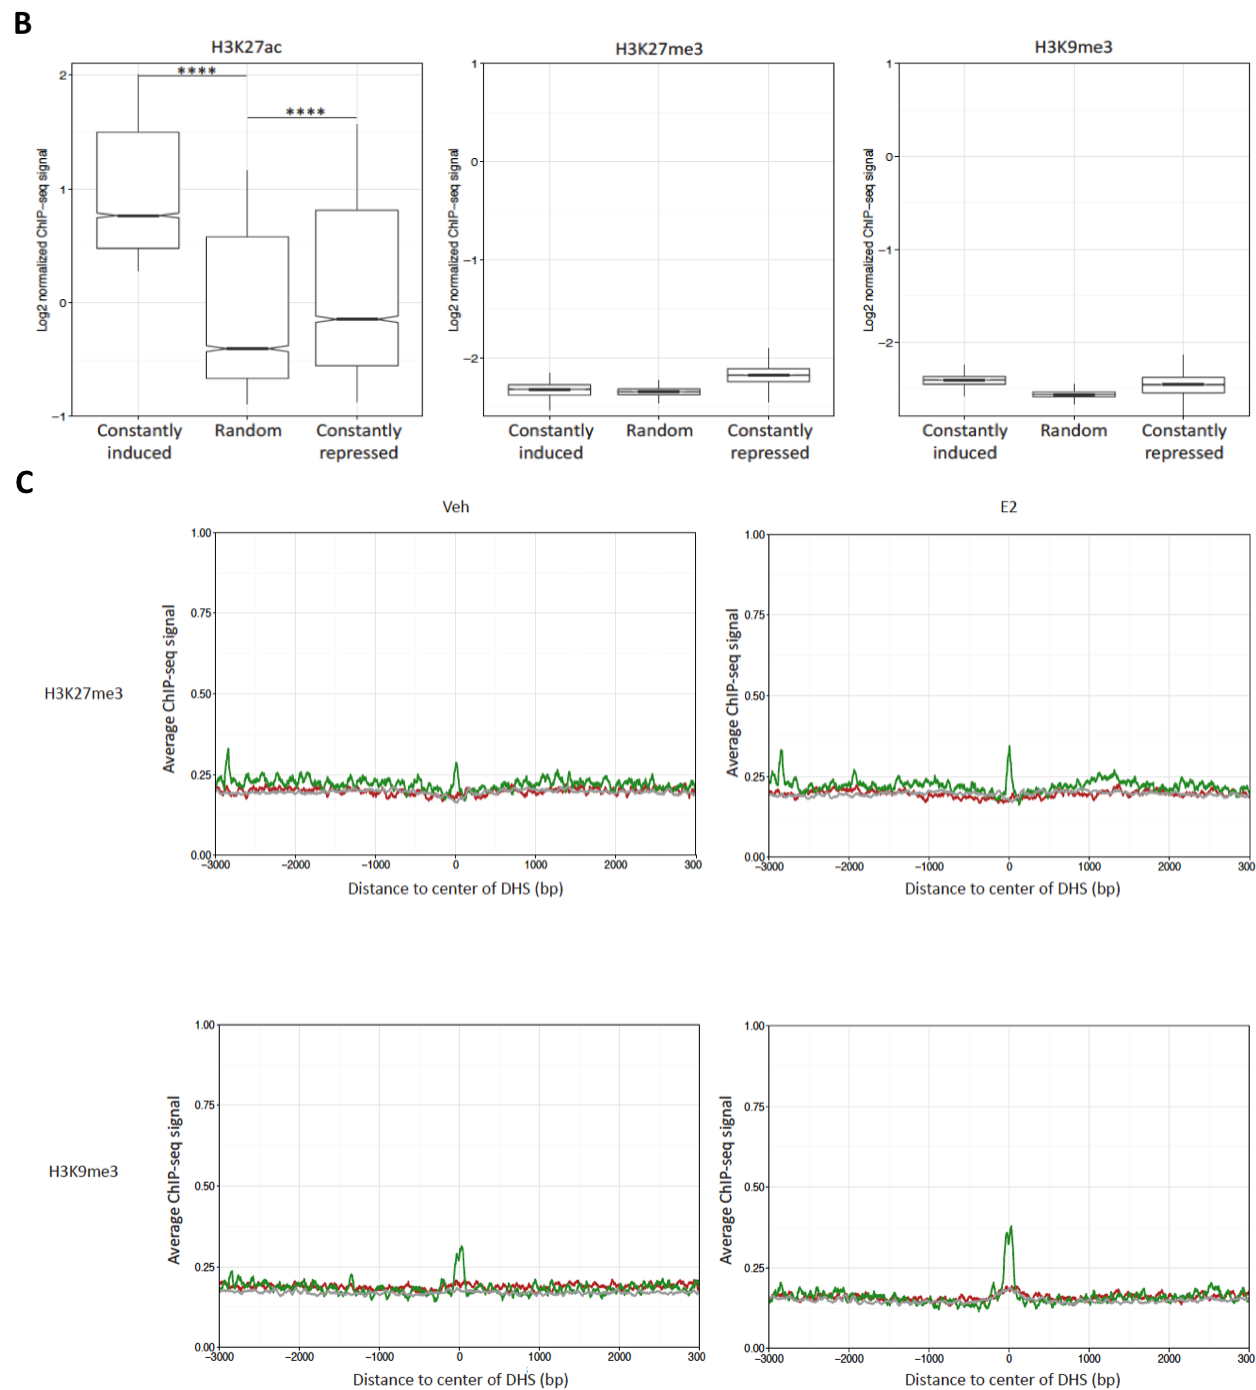 B
H3K27ac
H3K27me3
H3K9me3
Log2 normalized ChIP−seq signal
2
1
0
−1
****
****
Constantly induced
Random
Constantly repressed
Log2 normalized ChIP−seq signal
1
0
−1
−2
Constantly induced
Random
Constantly repressed
Log2 normalized ChIP−seq signal
1
0
−1
−2
Constantly induced
Random
Constantly repressed
C
Veh
E2
H3K27me3
Average ChIP-seq signal
1.00
0.75
0.50
0.25
0.00
−3000 −2000 −1000 0 1000 2000 300
Distance to center of DHS (bp)
Average ChIP-seq signal
1.00
0.75
0.50
0.25
0.00
−3000 −2000 −1000 0 1000 2000 300
Distance to center of DHS (bp)
H3K9me3
Average ChIP-seq signal
1.00
0.75
0.50
0.25
0.00
−3000 −2000 −1000 0 1000 2000 300
Distance to center of DHS (bp)
Average ChIP-seq signal
1.00
0.75
0.50
0.25
0.00
−3000 −2000 −1000 0 1000 2000 300
Distance to center of DHS (bp)